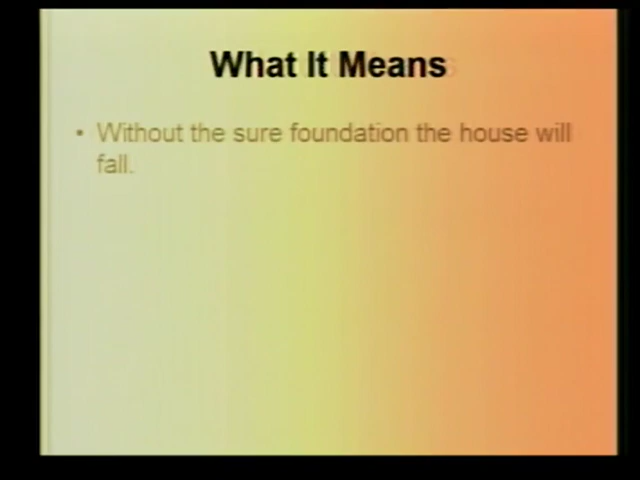 What It Means
• Without the sure foundation the house will
fall.